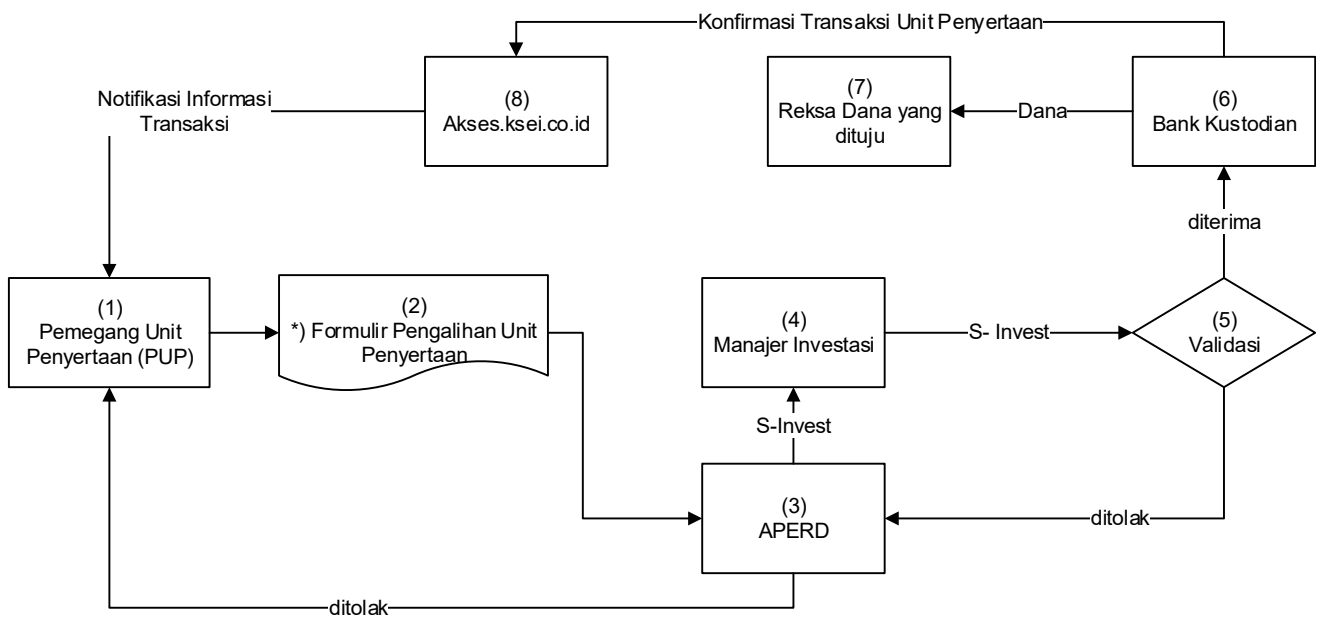 Konfirmasi Transaksi Unit Penyertaan
(8)
Akses.ksei.co.id
(7)
Reksa Dana yang
dituju
Dana
(6)
Bank Kustodian
Notifikasi Informasi
Transaksi
diterima
(1)
Pemegang Unit
Penyertaan (PUP)
(2)
*) Formulir Pengalihan Unit
Penyertaan
(4)
Manajer Investasi
S- Invest
(5)
Validasi
S-Invest
(3)
APERD
ditolak
ditolak